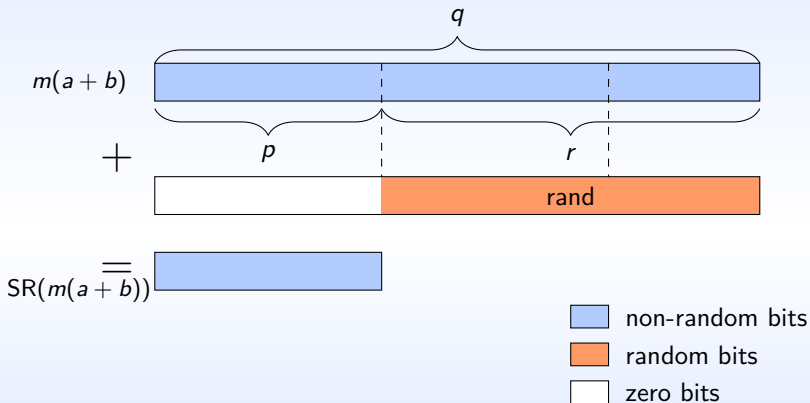 q
m(a + b)
p
r
+
rand
=
SR(m(a + b))
non-random bits
random bits
zero bits